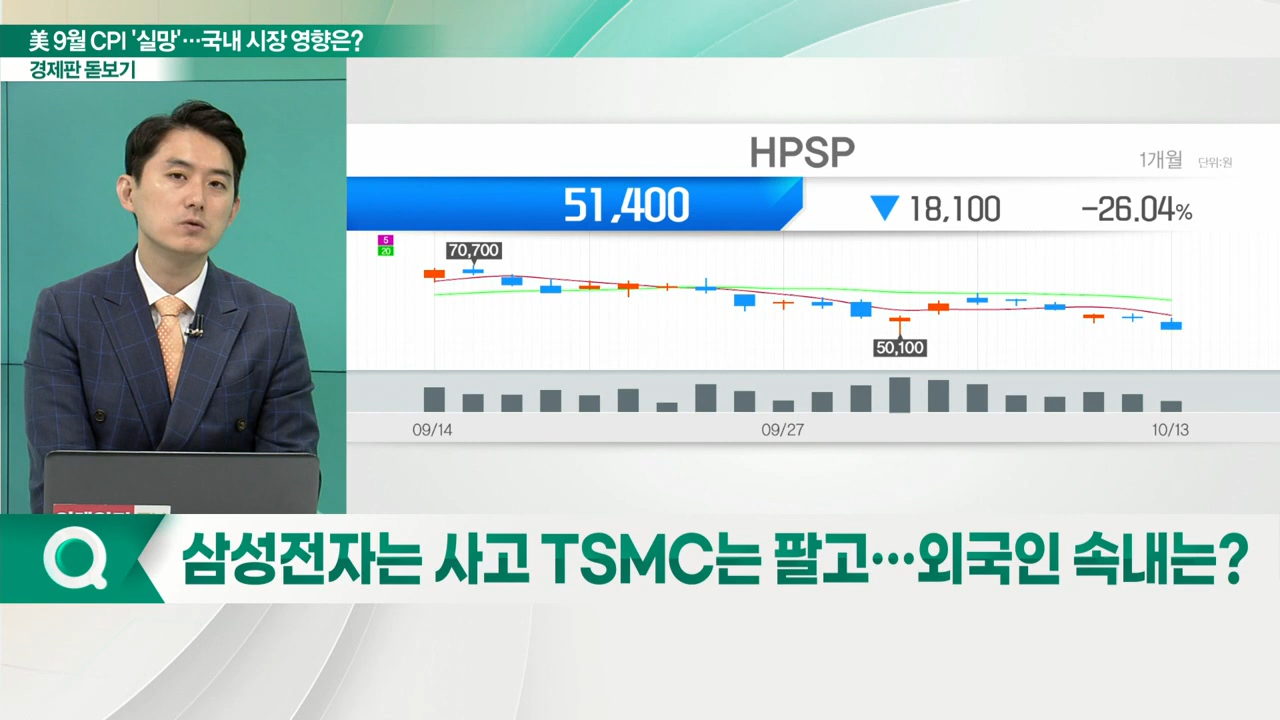 美 9월 CPI '실망'…국내 시장 영향은?
경제판 돋보기
HPSP
1개월 단위:원
51,400 ▼ 18,100 -26.04%
5
20
70,700
50,100
09/14 09/27 10/13
삼성전자는 사고 TSMC는 팔고…외국인 속내는?